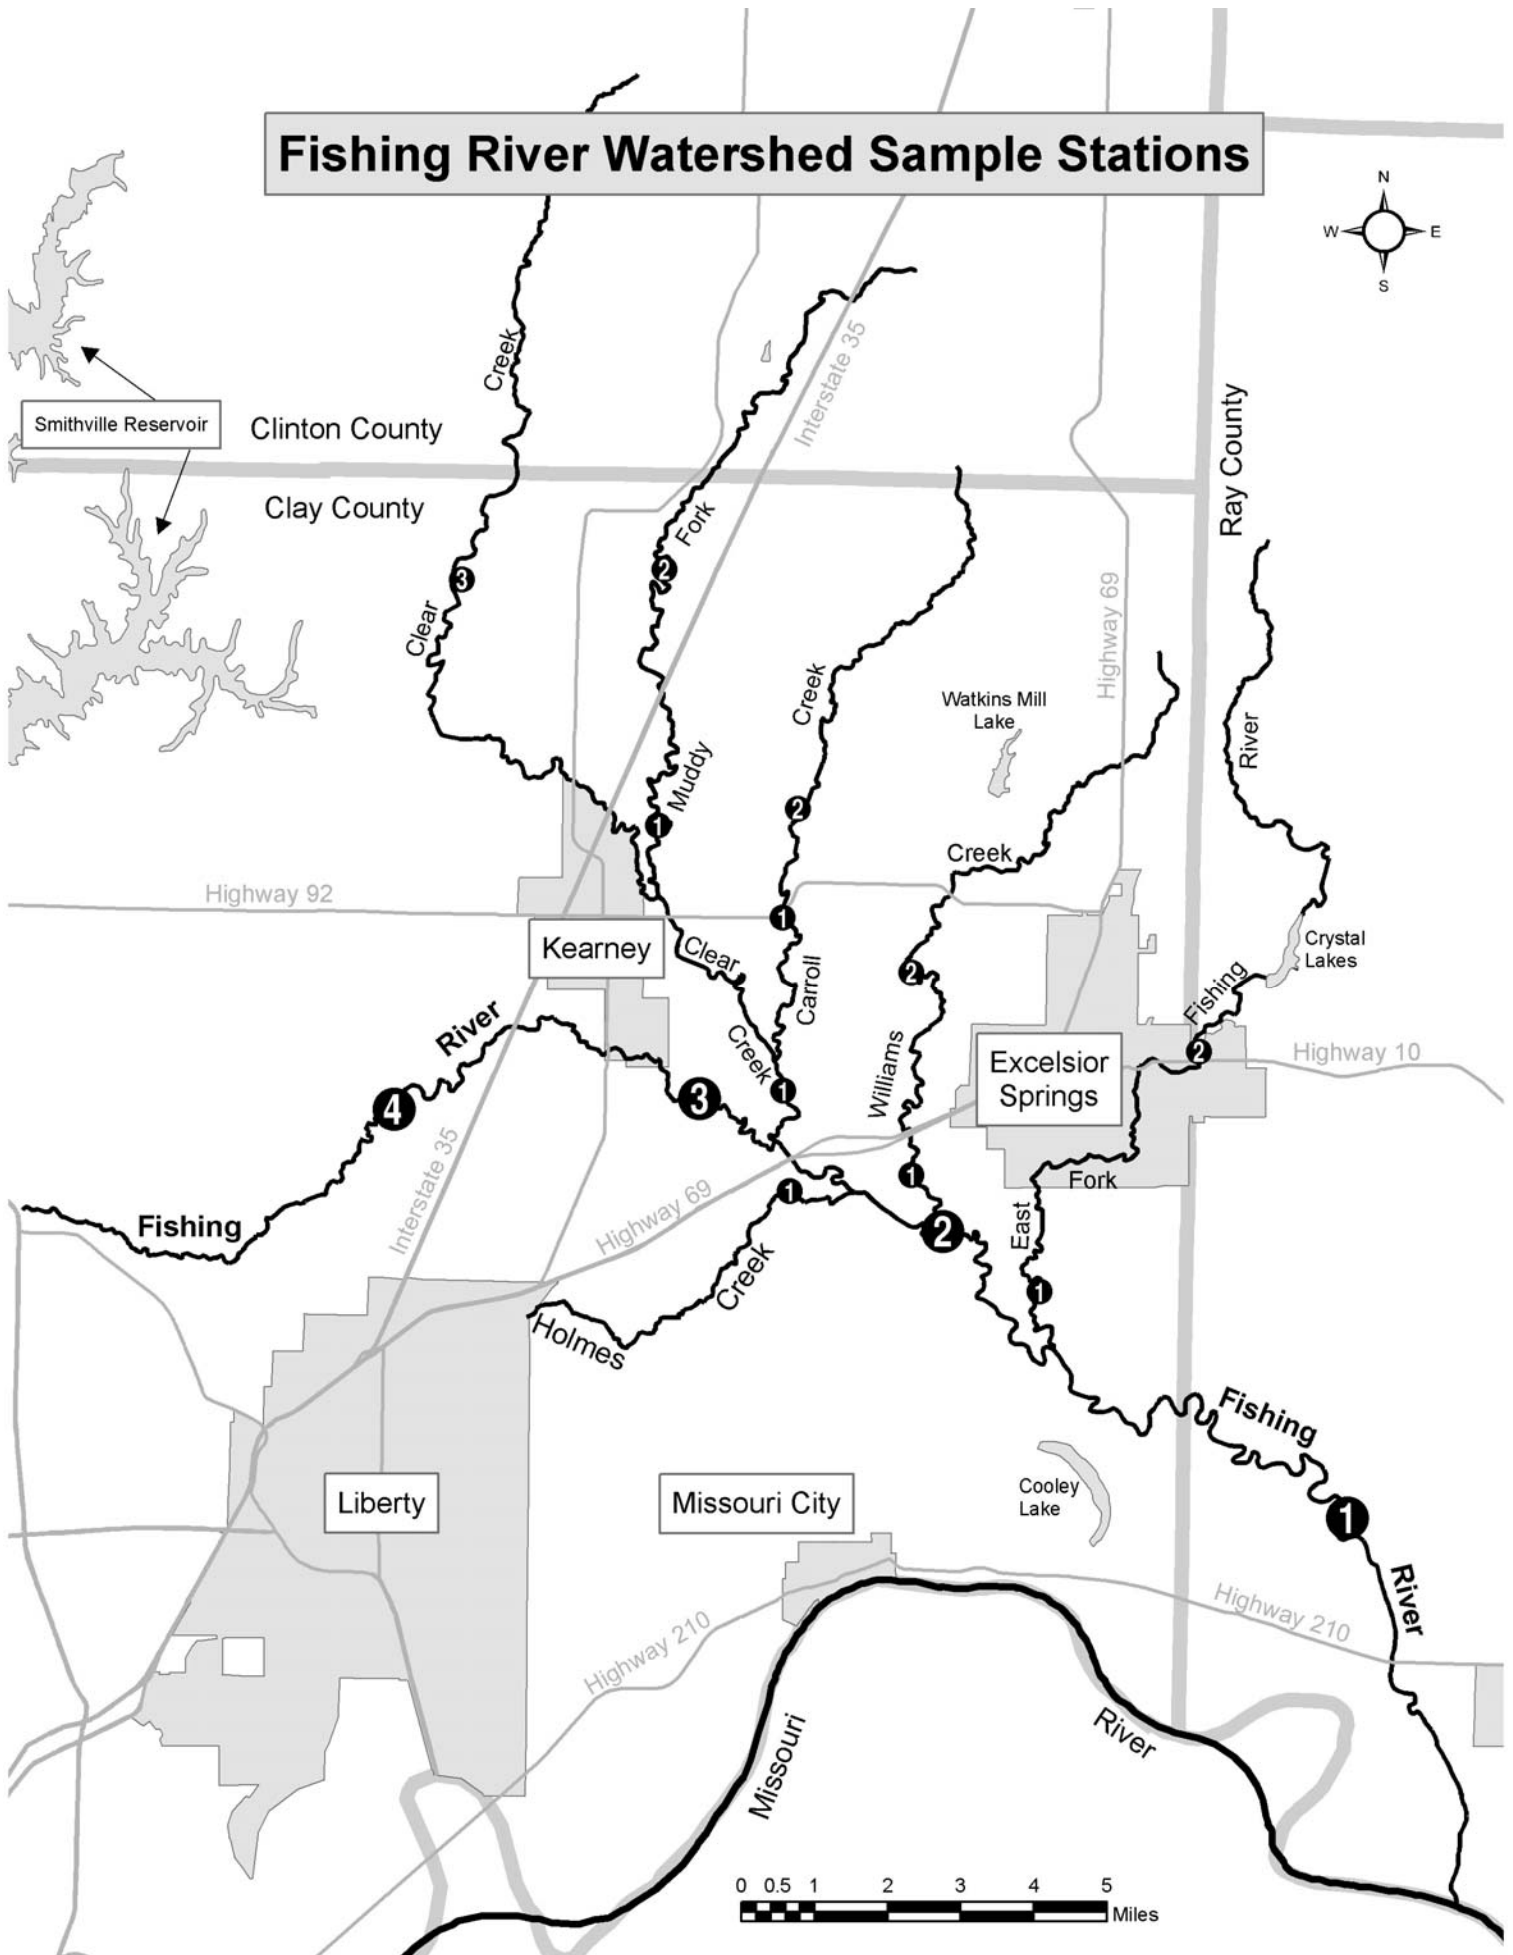 Fishing River Watershed Sample Stations
N
W
E
S
Creek
Interstate 35
Smithville Reservoir
Clinton County
Ray County
Clay County
Fork
2
3
Clear
Highway 69
Creek
Watkins Mill
Lake
River
Muddy
2
1
Creek
Highway 92
1
Kearney
Clear
Crystal
Lakes
2
Carroll
Fishing
River
Creek
Williams
Excelsior
Springs
2
Highway 10
1
3
4
Interstate 35
1
1
Fork
Highway 69
Fishing
East
2
Creek
1
Holmes
Fishing
Cooley
Lake
Liberty
Missouri City
1
River
Highway 210
Highway 210
Missouri
River
0 0.5 1 2 3 4 5
Miles